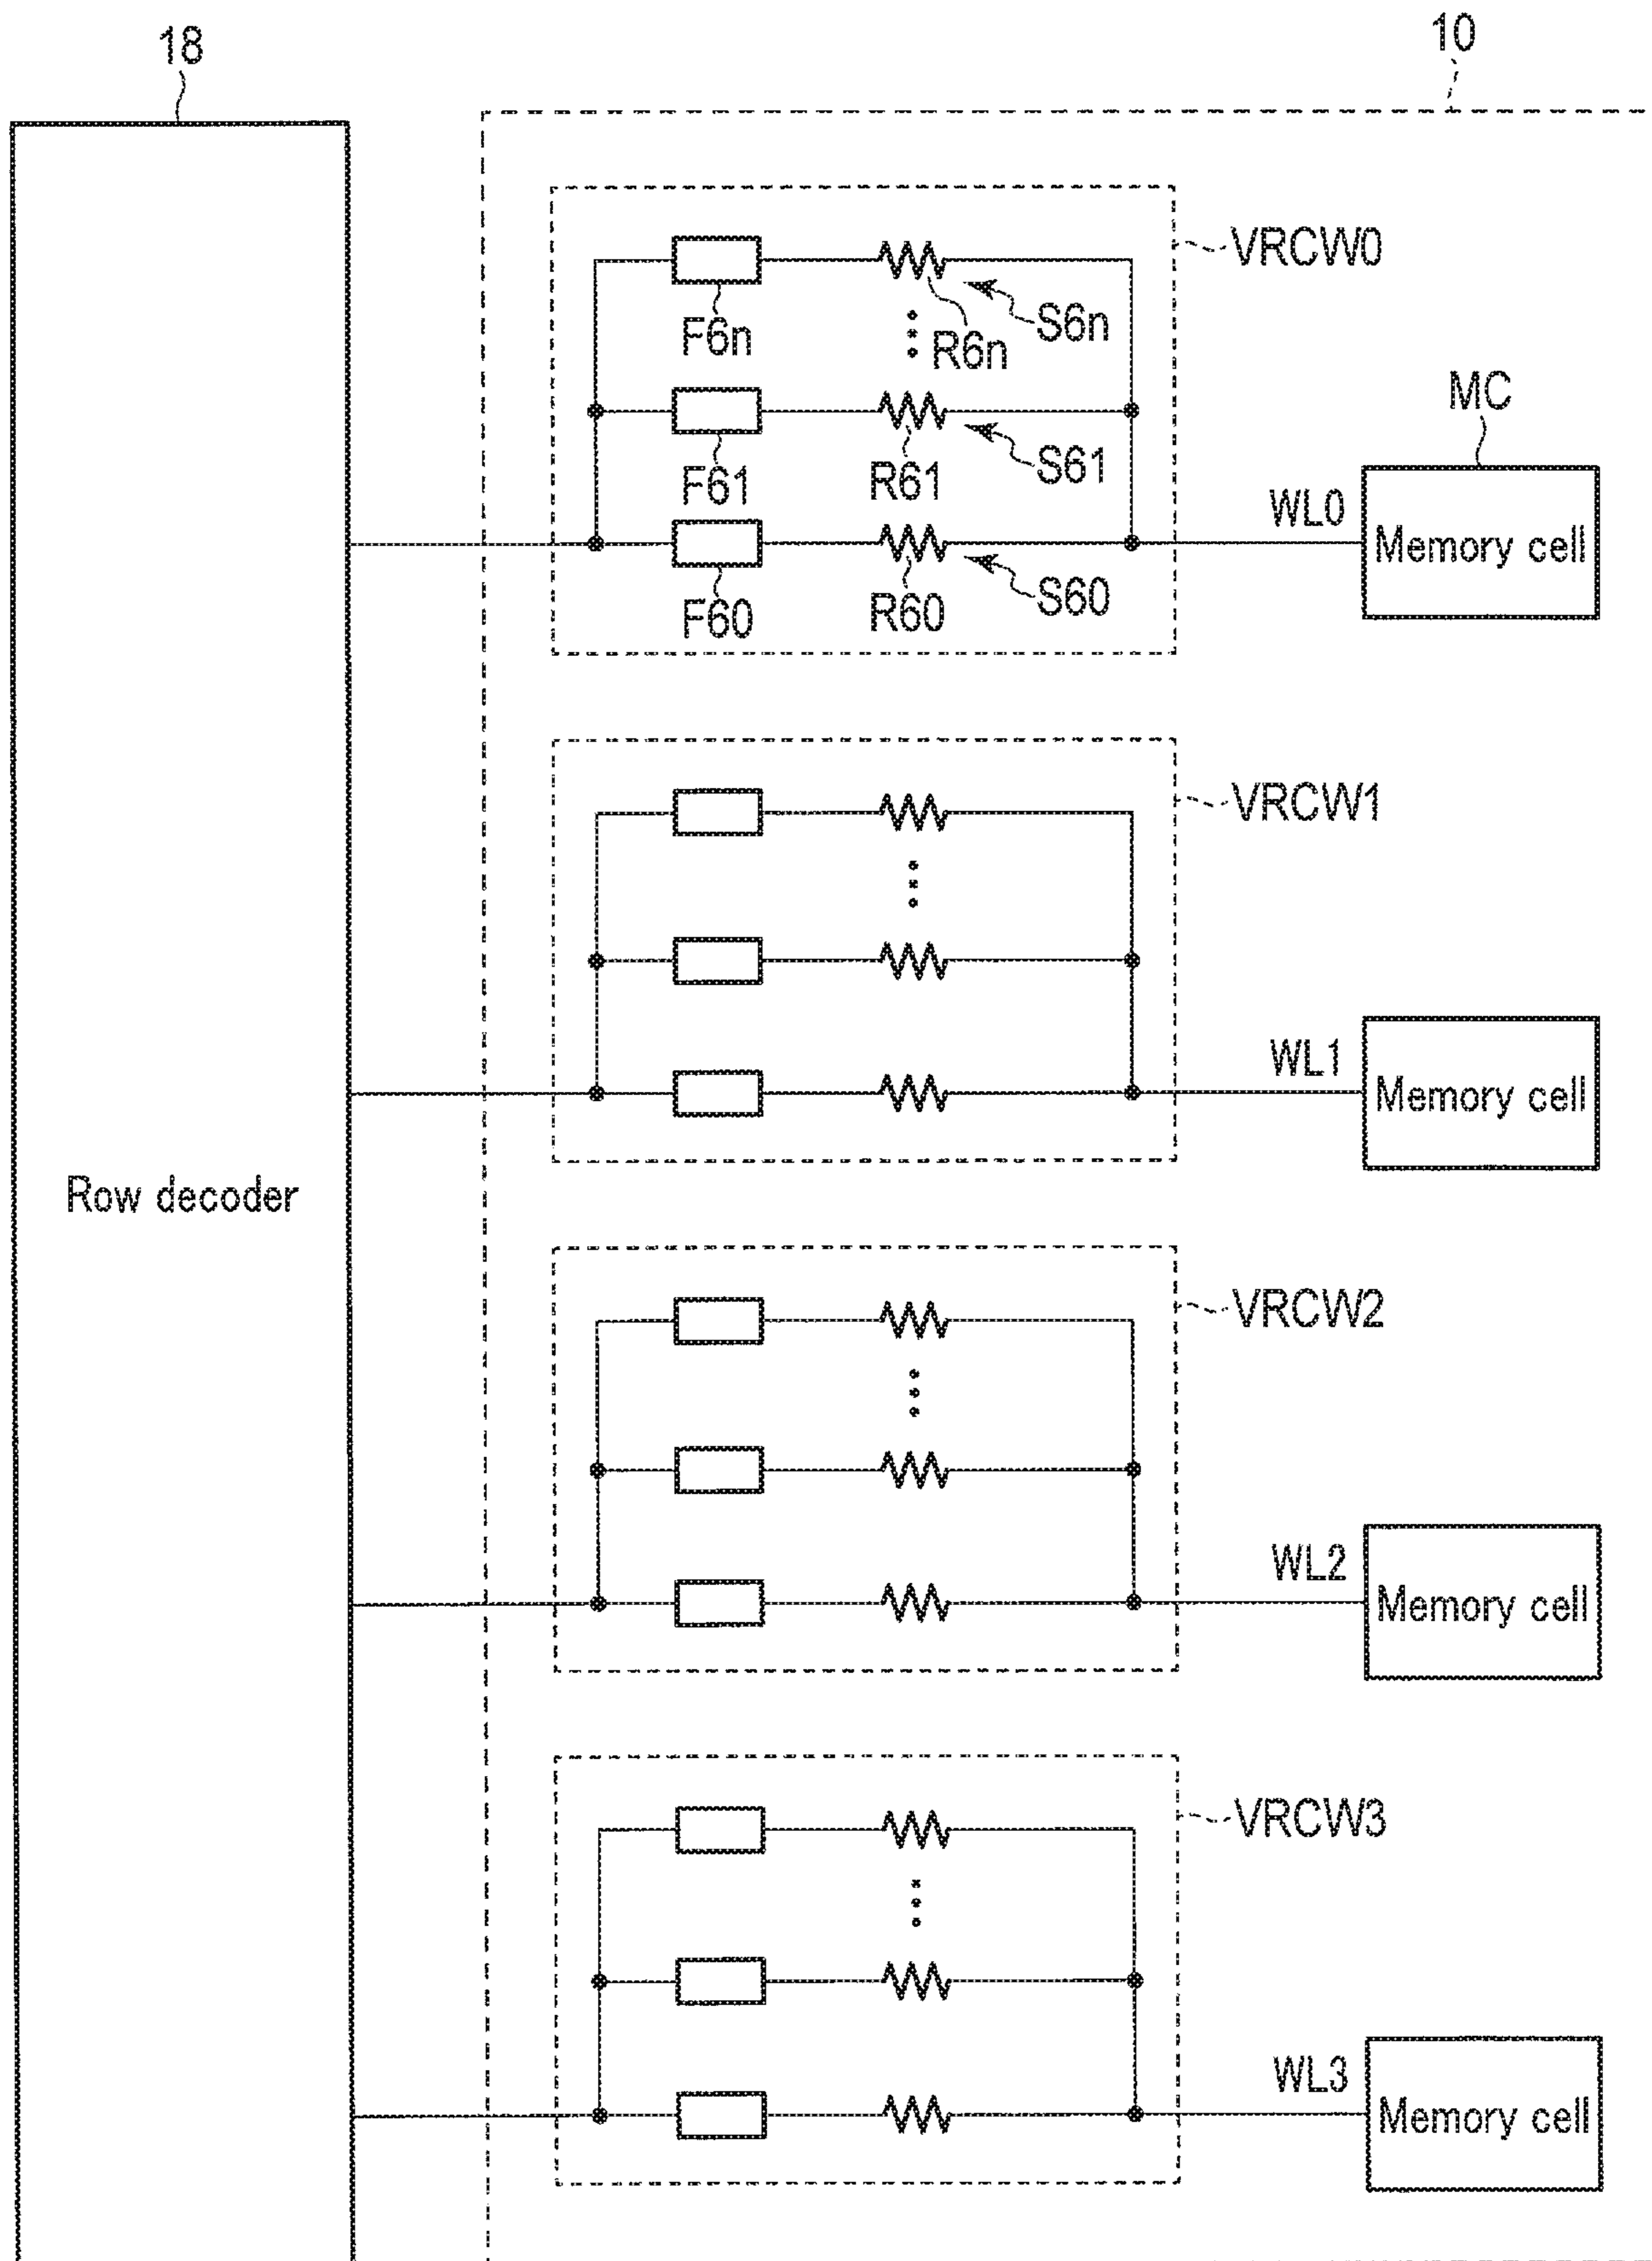 18
10
VRCW0
F6n
R6n
S6n
F61
R61
S61
F60
R60
S60
MC
WL0
Memory cell
VRCW1
WL1
Memory cell
Row decoder
VRCW2
WL2
Memory cell
VRCW3
WL3
Memory cell